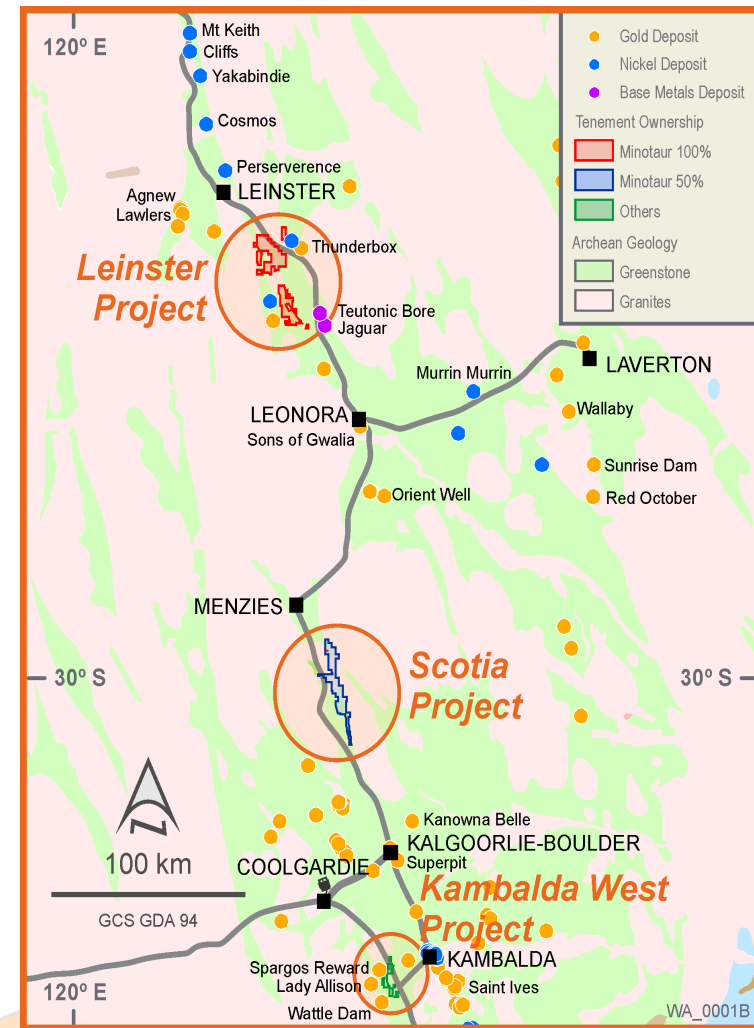 120º E
Mt Keith
Cliffs
Yakabindie
Cosmos
Perserverence
LEINSTER
Agnew
Lawlers
Thunderbox
Leinster
Project
Teutonic Bore
Jaguar
Gold Deposit
Nickel Deposit
Base Metals Deposit
Tenement Ownership
Minotaur 100%
Minotaur 50%
Others
Archean Geology
Greenstone
Granites
Murrin Murrin
LAVERTON
LEONORA
Sons of Gwalia
Wallaby
Sunrise Dam
Red October
Orient Well
MENZIES
30º S
Scotia
Project
30º S
N
100 km
GCS GDA 94
Kanowna Belle
KALGOORLIE-BOULDER
Superpit
COOLGARDIE
Kambalda West
Project
KAMBALDA
Spargos Reward
Lady Allison
Wattle Dam
Saint Ives
120º E
WA_0001B